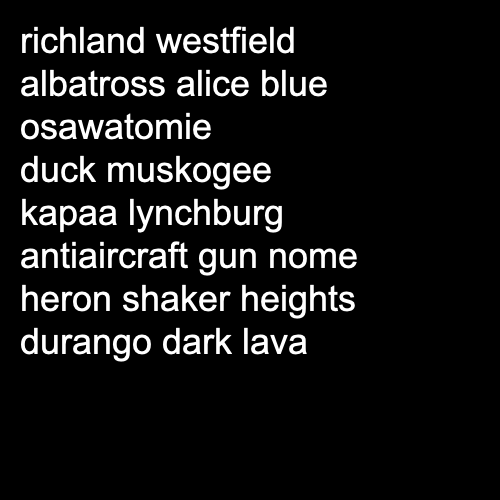 richland westfield
albatross alice blue
osawatomie
duck muskogee
kapaa lynchburg
antiaircraft gun nome
heron shaker heights
durango dark lava